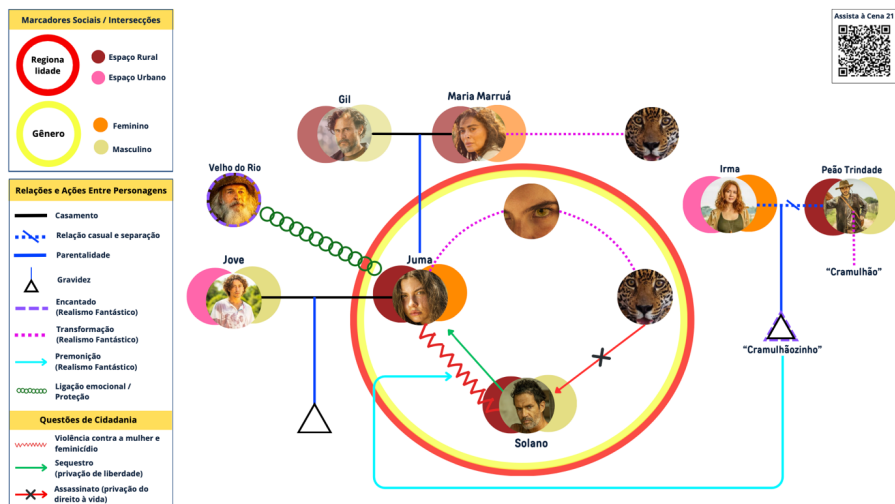 Marcadores Sociais / Intersecções
Regiona
lidade
Espaço Rural
Espaço Urbano
Gênero
Feminino
Masculino
Relações e Ações Entre Personagens
Casamento
Relação casual e separação
Parentalidade
Gravidez
Encantado
(Realismo Fantástico)
Transformação
(Realismo Fantástico)
Premonição
(Realismo Fantástico)
Ligação emocional /
Proteção
Questões de Cidadania
Violência contra a mulher e
feminicídio
Sequestro
(privação de liberdade)
Assassinato (privação do
direito à vida)
Assista à Cena 21
Gil
Maria Marruá
Velho do Rio
Irma
Peão Trindade
Jove
Juma
"Cramulhão"
"Cramulhãozinho"
Solano